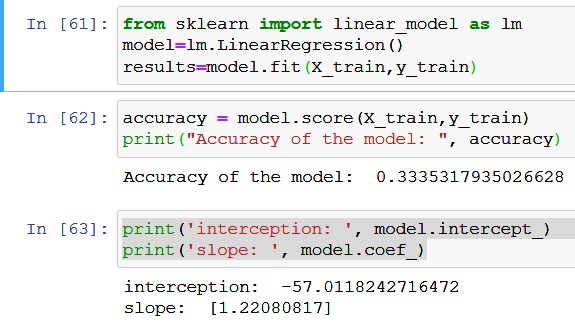 In [61]: from sklearn import linear_model as lm
model=lm.LinearRegression()
results=model.fit(X_train,y_train)
In [62]: accuracy = model.score(X_train,y_train)
print("Accuracy of the model: ", accuracy)
Accuracy of the model:  0.3335317935026628
In [63]: print('interception: ', model.intercept_)
print('slope: ', model.coef_)
interception:  -57.0118242716472
slope:  [1.22080817]